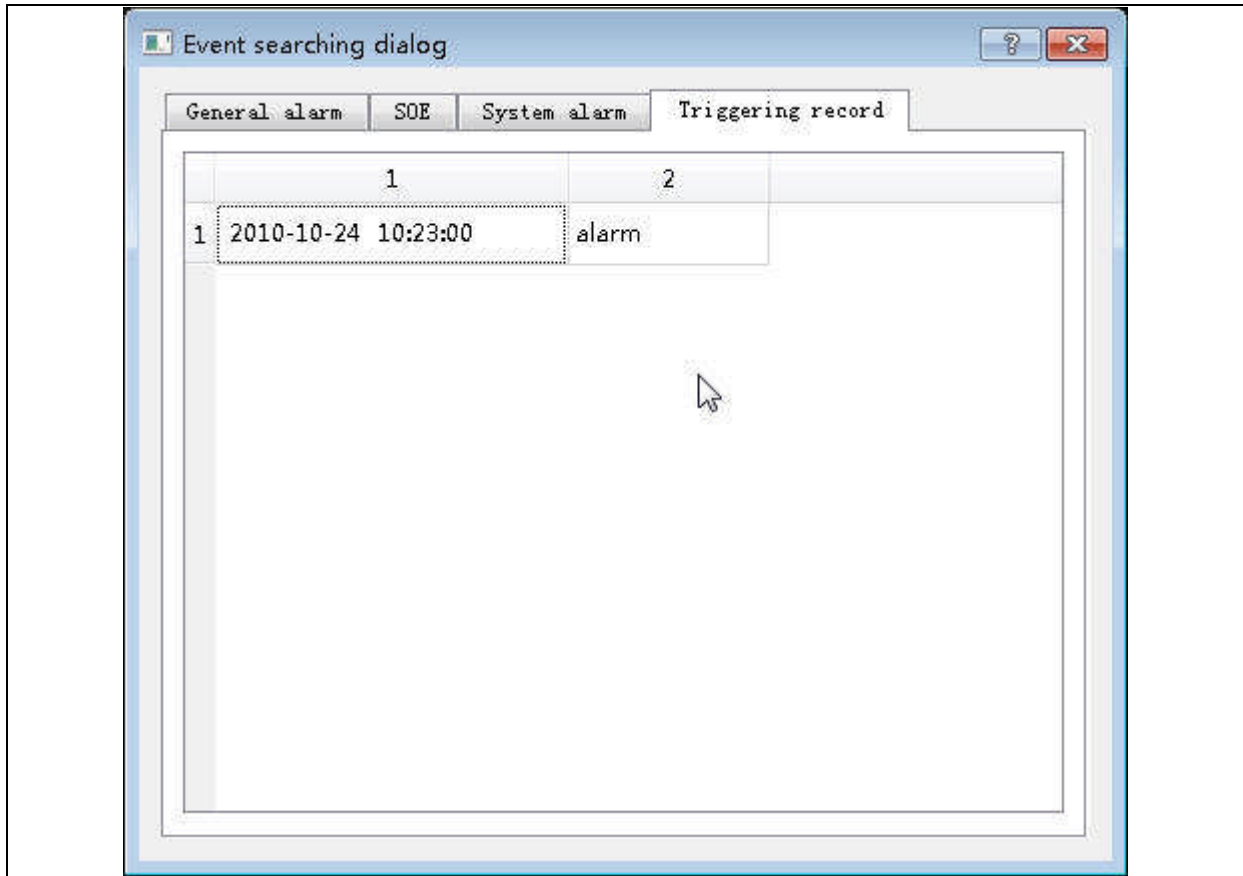 Event searching dialog
General alarm SOE System alarm Triggering record
1 2
1 2010-10-24 10:23:00 alarm